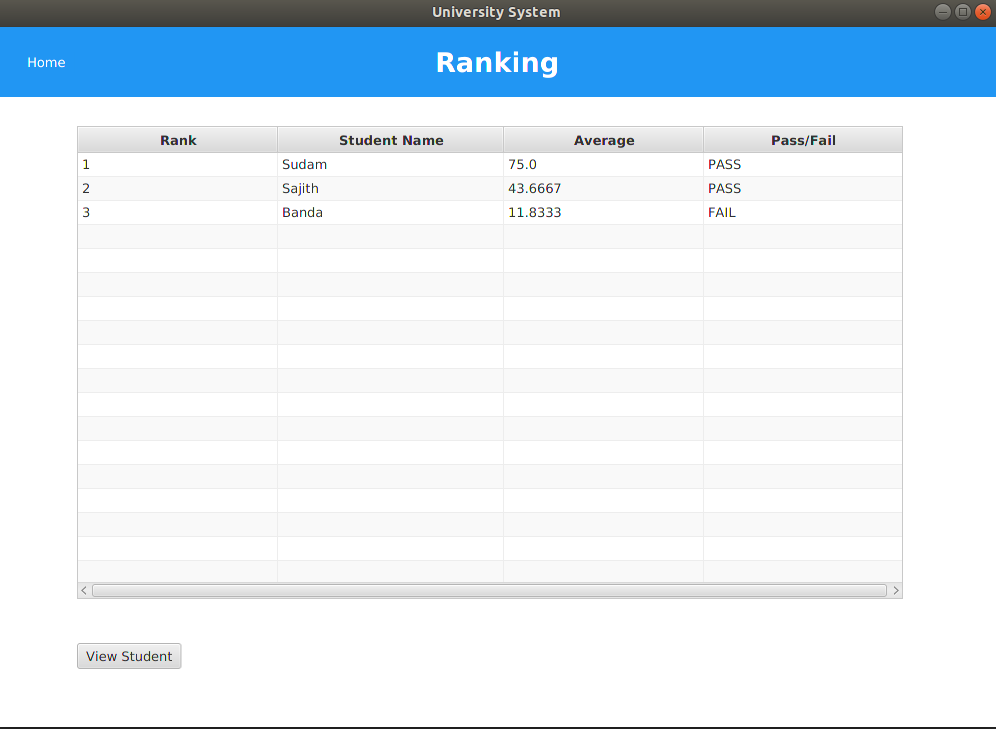 University System
Home
Ranking
Rank Student Name Average Pass/Fail
1 Sudam 75.0 PASS
2 Sajith 43.6667 PASS
3 Banda 11.8333 FAIL
View Student